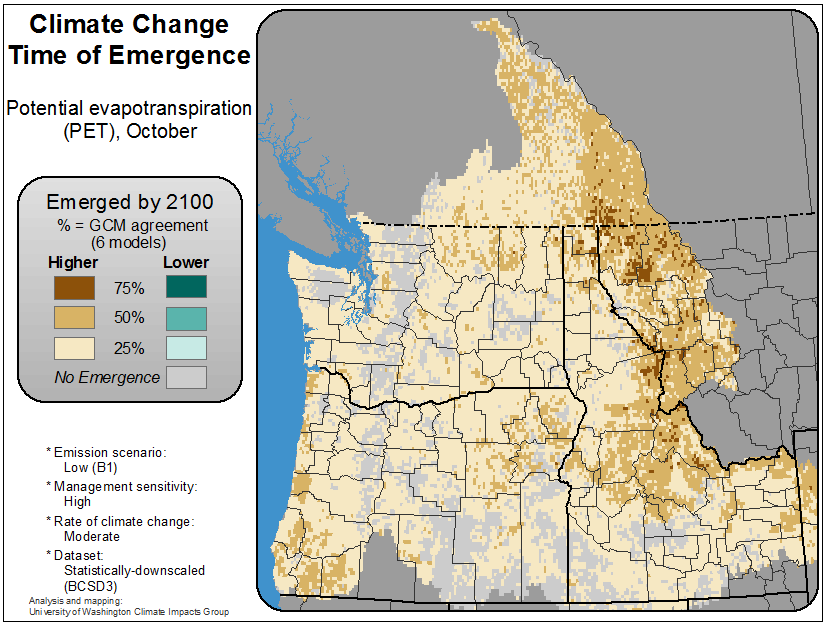 Climate Change
Time of Emergence
Potential evapotranspiration
(PET), October
Emerged by 2100
% = GCM agreement
(6 models)
Higher Lower
75%
50%
25%
No Emergence
* Emission scenario:
Low (B1)
* Management sensitivity:
High
* Rate of climate change:
Moderate
* Dataset:
Statistically-downscaled
(BCSD3)
Analysis and mapping:
University of Washington Climate Impacts Group